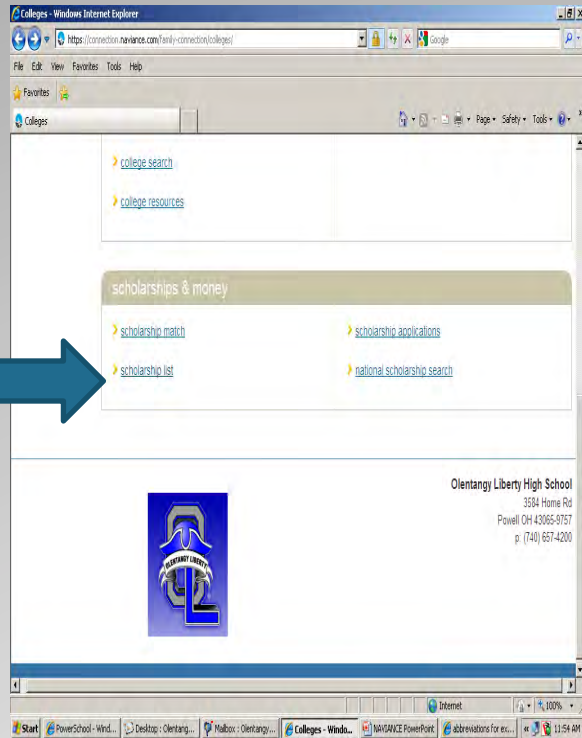 Colleges - Windows Internet Explorer
https://connection.naviance.com/family-connection/colleges/
Google
File Edit View Favorites Tools Help
Favorites
Colleges
Page Safety Tools
college search
college resources
scholarships & money
scholarship match
scholarship applications
scholarship list
national scholarship search
Olentangy Liberty High School
3584 Home Rd
Powell OH 43065-9757
p: (740) 657-4200
OLENTANGY LIBERTY
Internet
100%
Start PowerSchool - Wind... Desktop : Olentang... Mailbox : Olentangy... Colleges - Windo... NAVIANCE PowerPoint abbreviations for ex... 11:54 AM